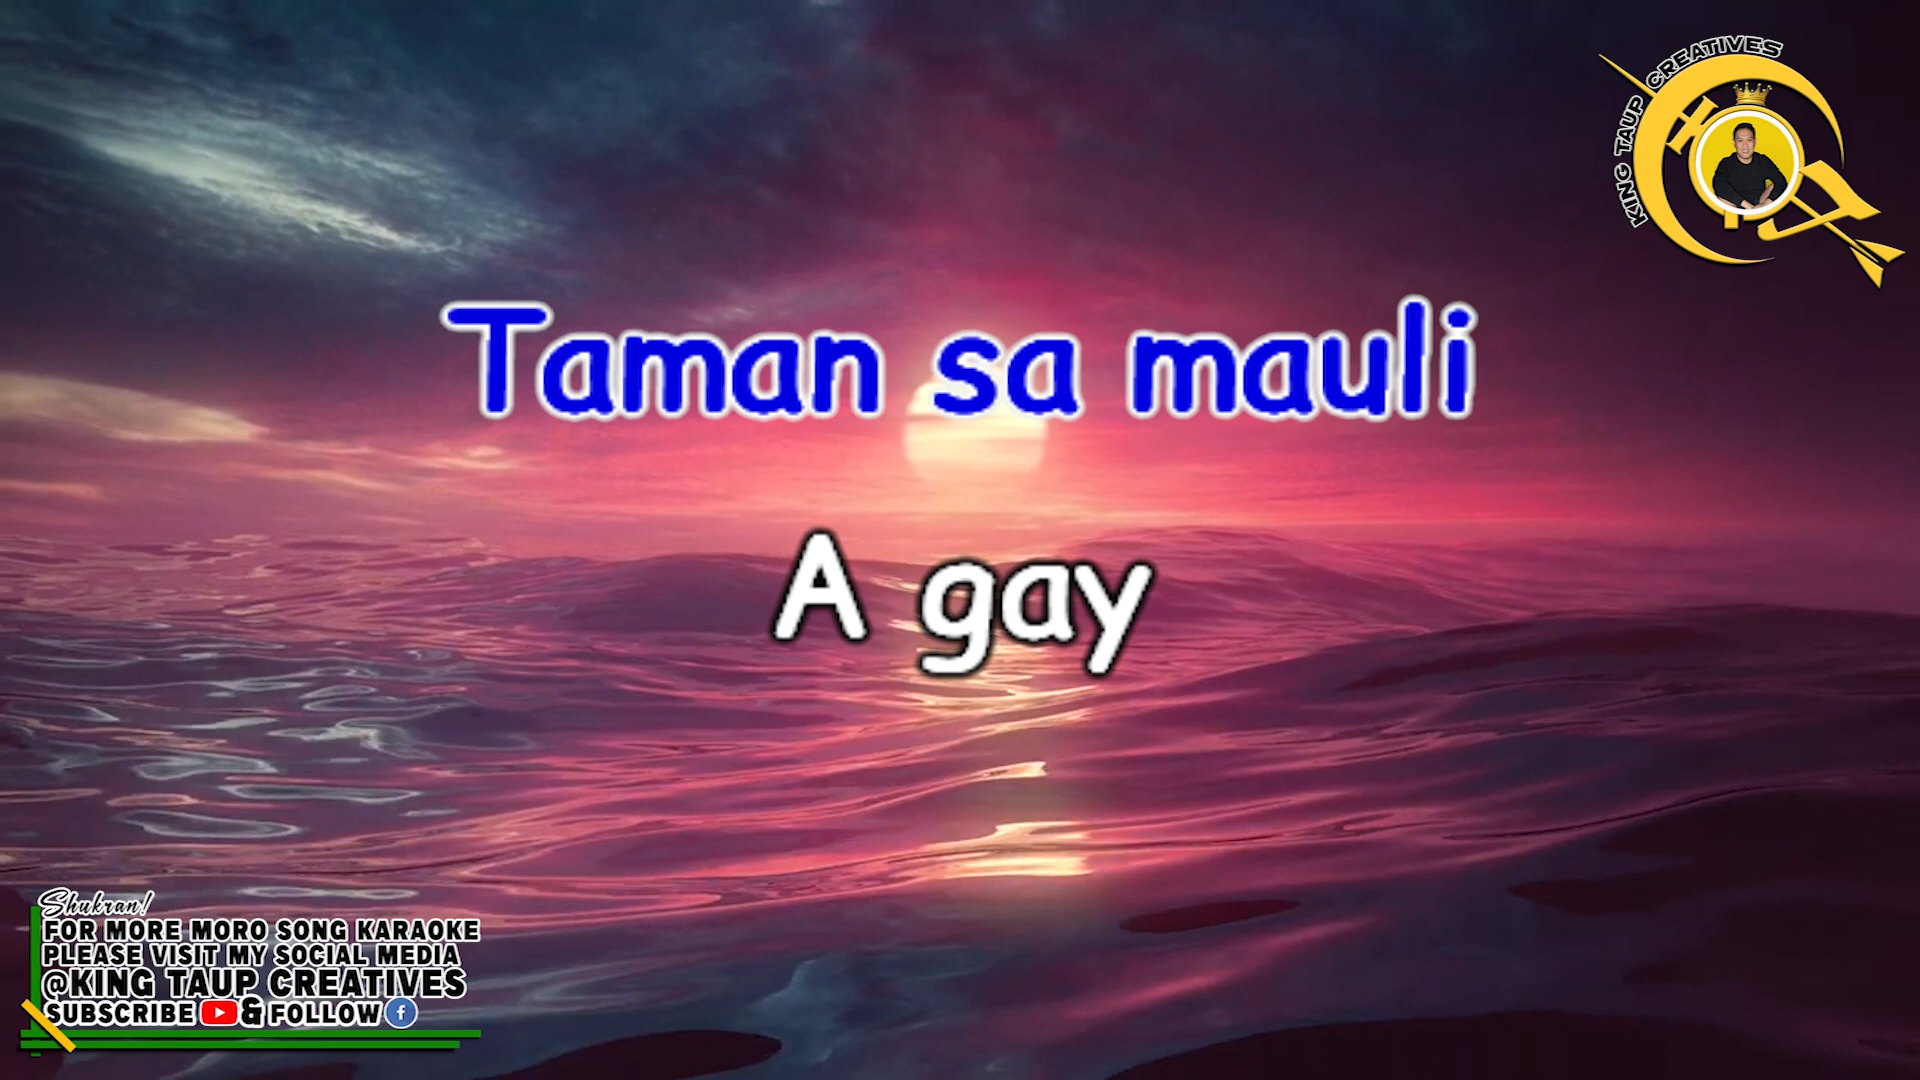 KING TAUP CREATIVES
Taman sa mauli
A gay
Shukran!
FOR MORE MORO SONG KARAOKE
PLEASE VISIT MY SOCIAL MEDIA
@KING TAUP CREATIVES
SUBSCRIBE & FOLLOW f